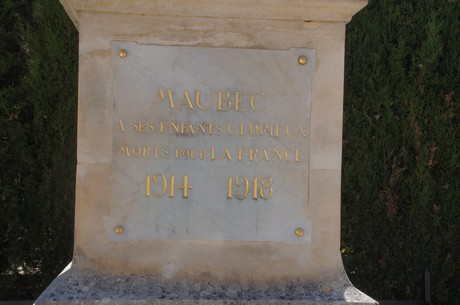 MAUBEC
A SES ENFANTS GLORIEUX
MORTS POUR LA FRANCE
1914 1918